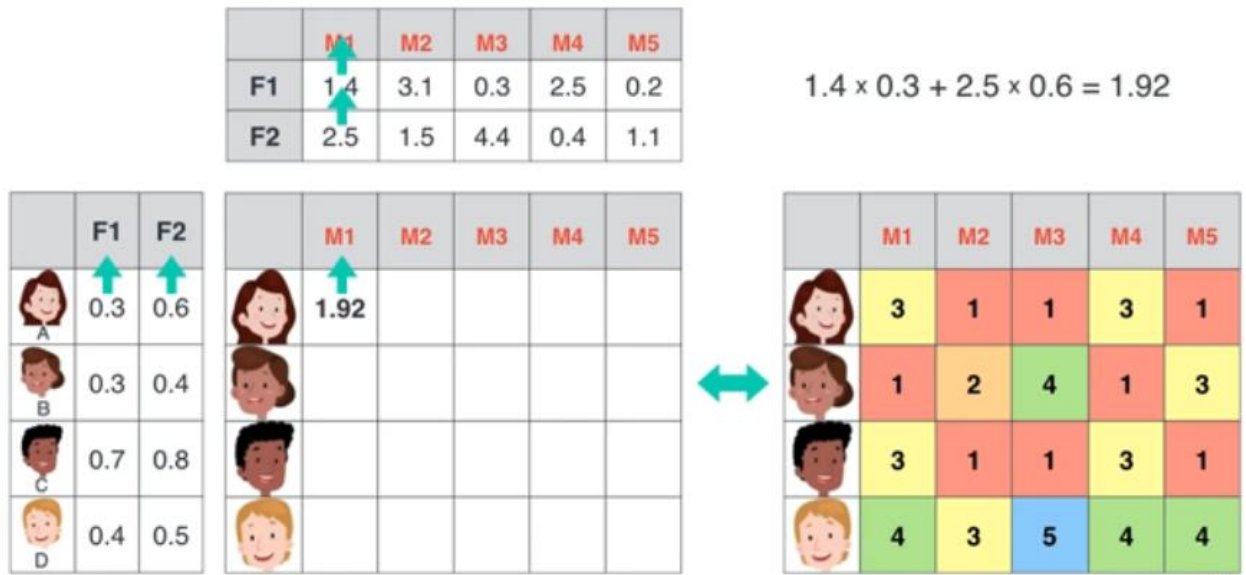 M1 M2 M3 M4 M5
F1 1.4 3.1 0.3 2.5 0.2
F2 2.5 1.5 4.4 0.4 1.1
1.4 × 0.3 + 2.5 × 0.6 = 1.92
F1 F2
A 0.3 0.6
B 0.3 0.4
C 0.7 0.8
D 0.4 0.5
M1 M2 M3 M4 M5
1.92
M1 M2 M3 M4 M5
3 1 1 3 1
1 2 4 1 3
3 1 1 3 1
4 3 5 4 4